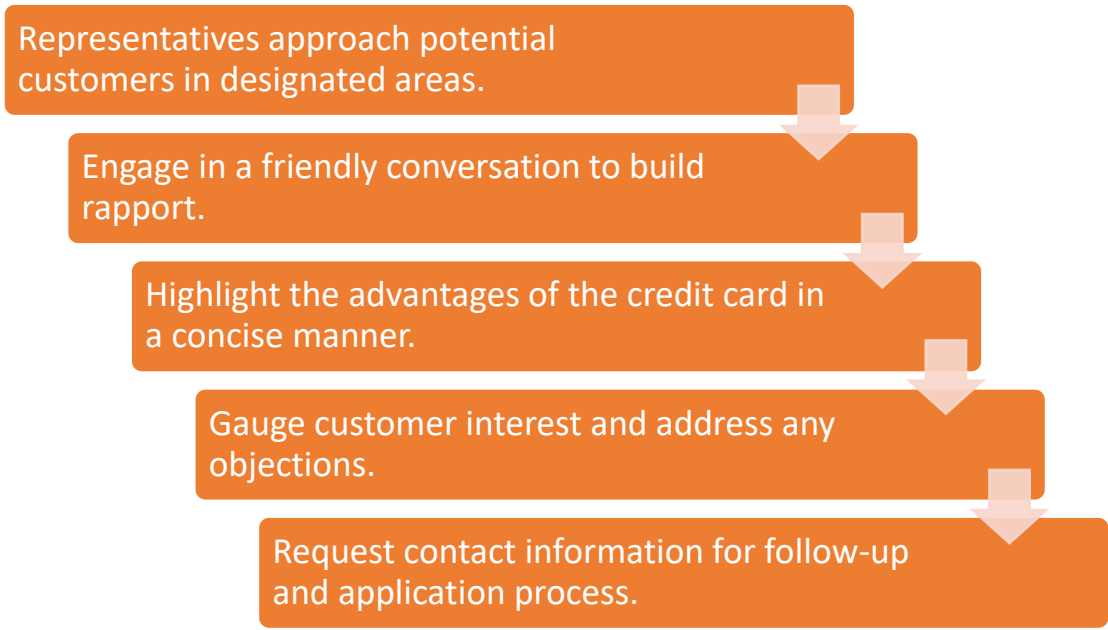 Representatives approach potential
customers in designated areas.
Engage in a friendly conversation to build
rapport.
Highlight the advantages of the credit card in
a concise manner.
Gauge customer interest and address any
objections.
Request contact information for follow-up
and application process.